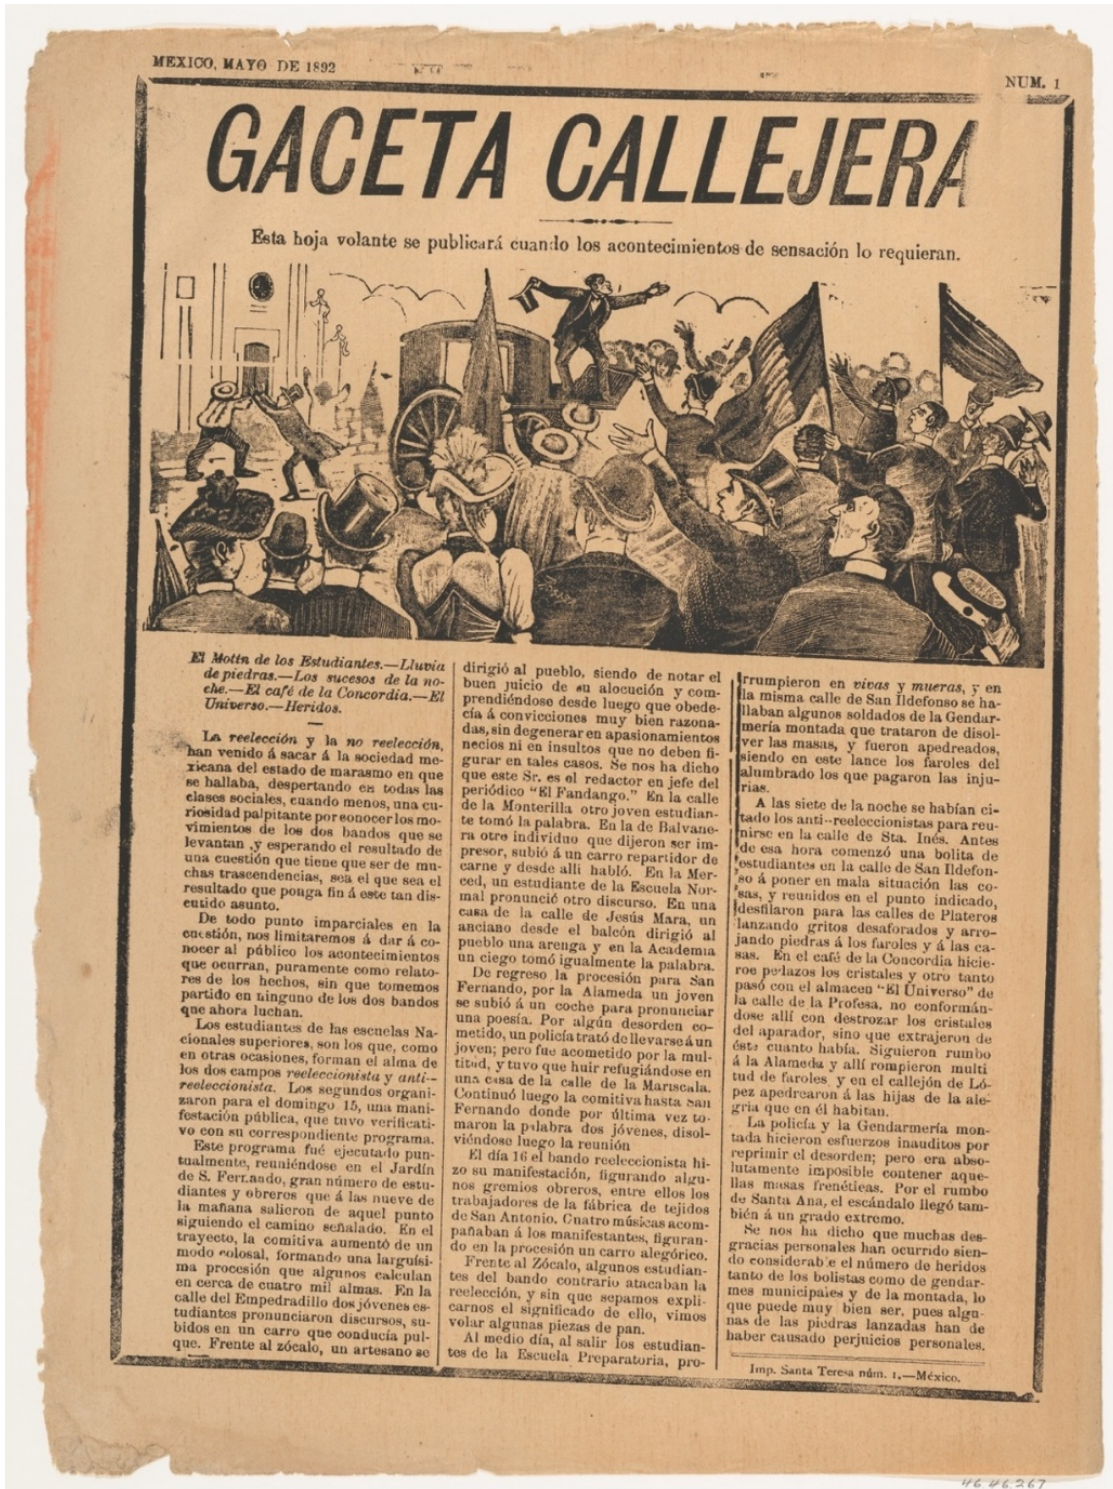 MEXICO, MAYO DE 1892
NUM. 1
GACETA CALLEJERA
Esta hoja volante se publicará cuando los acontecimientos de sensación lo requieran.
El Motin de los Estudiantes.—Lluvia
de piedras.—Los sucesos de la no-
che.—El café de la Concordia.—El
Universo.—Heridos.
La reelección y la no reelección,
han venido á sacar á la sociedad me-
xicana del estado de marasmo en que
se hallaba, despertando en todas las
clases sociales, cuando menos, una cu-
riosidad palpitante por conocer los mo-
vimientos de los dos bandos que se
levantan ,y esperando el resultado de
una cuestión que tiene que ser de mu-
chas trascendencias, sea el que sea el
resultado que ponga fin á este tan dis-
cutido asunto.
De todo punto imparciales en la
cuestión, nos limitaremos á dar á co-
nocer al público los acontecimientos
que ocurran, puramente como relato-
res de los hechos, sin que tomemos
partido en ninguno de los dos bandos
que ahora luchan.
Los estudiantes de las escuelas Na-
cionales superiores, son los que, como
en otras ocasiones, forman el alma de
los dos campos reeleccionista y anti--
reeleccionista. Los segundos organi-
zaron para el domingo 15, una mani-
festación pública, que tuvo verificati-
vo con su correspondiente programa.
Este programa fué ejecutado pun-
tualmente, reuniéndose en el Jardín
de S. Fernando, gran número de estu-
diantes y obreros que á las nueve de
la mañana salieron de aquel punto
siguiendo el camino señalado. En el
trayecto, la comitiva aumentó de un
modo colosal, formando una larguísi-
ma procesión que algunos calculan
en cerca de cuatro mil almas. En la
calle del Empedradillo dos jóvenes es-
tudiantes pronunciaron discursos, su-
bidos en un carro que conducía pul-
que. Frente al zócalo, un artesano se
dirigió al pueblo, siendo de notar el
buen juicio de su alocución y com-
prendiéndose desde luego que obede-
cía á convicciones muy bien razona-
das, sin degenerar en apasionamientos
necios ni en insultos que no deben fi-
gurar en tales casos. Se nos ha dicho
que este Sr. es el redactor en jefe del
periódico "El Fandango." En la calle
de la Monterilla otro joven estudian-
te tomó la palabra. En la de Balvane-
ra otre individuo que dijeron ser im-
presor, subió á un carro repartidor de
carne y desde alli habló. En la Mer-
ced, un estudiante de la Escuela Nor-
mal pronunció otro discurso. En una
casa de la calle de Jesús Mara, un
anciano desde el balcón dirigió al
pueblo una arenga y en la Academia
un ciego tomó igualmente la palabra.
De regreso la procesión para San
Fernando, por la Alameda un joven
se subió á un coche para pronunciar
una poesía. Por algún desorden co-
metido, un policía trató de llevarse á un
joven; pero fue acometido por la mul-
titud, y tuvo que huir refugiándose en
una casa de la calle de la Mariscala.
Continuó luego la comitiva hasta San
Fernando donde por última vez to-
maron la palabra dos jóvenes, disol-
viéndose luego la reunión
El día 16 el bando reeleccionista hi-
zo su manifestación, figurando algu-
nos gremios obreros, entre ellos los
trabajadores de la fábrica de tejidos
de San Antonio. Cuatro músicas acom-
pañaban á los manifestantes, figuran-
do en la procesión un carro alegórico.
Frente al Zócalo, algunos estudian-
tes del bando contrario atacaban la
reelección, y sin que sepamos expli-
carnos el significado de ello, vimos
volar algunas piezas de pan.
Al medio día, al salir los estudian-
tes de la Escuela Preparatoria, pro-
rrumpieron en vivas y mueras, y en
la misma calle de San Ildefonso se ha-
llaban algunos soldados de la Gendar-
mería montada que trataron de disol-
ver las masas, y fueron apedreados,
siendo en este lance los faroles del
alumbrado los que pagaron las inju-
rias.
A las siete de la noche se habían ci-
tado los anti--reeleccionistas para reu-
nirse en la calle de Sta. Inés. Antes
de esa hora comenzó una bolita de
estudiantes en la calle de San Ildefon-
so á poner en mala situación las co-
sas, y reunidos en el punto indicado,
desfilaron para las calles de Plateros
lanzando gritos desaforados y arro-
jando piedras á los faroles y á las ca-
sas. En el café de la Concordia hicie-
roe pedazos los cristales y otro tanto
pasó con el almacen "El Universo" de
la calle de la Profesa, no conformán-
dose allí con destrozar los cristales
del aparador, sino que extrajeron de
éste cuanto había. Siguieron rumbo
á la Alameda y allí rompieron multi
tud de faroles, y en el callejón de Ló-
pez apedrearon á las hijas de la ale-
gria que en él habitan.
La policía y la Gendarmería mon-
tada hicieron esfuerzos inauditos por
reprimir el desorden; pero era abso-
lutamente imposible contener aque-
llas masas frenéticas. Por el rumbo
de Santa Ana, el escándalo llegó tam-
bién á un grado extremo.
Se nos ha dicho que muchas des-
gracias personales han ocurrido sien-
do considerable el número de heridos
tanto de los bolistas como de gendar-
mes municipales y de la montada, lo
que puede muy bien ser, pues algu-
nas de las piedras lanzadas han de
haber causado perjuicios personales.
Imp. Santa Teresa núm. 1.—México.
46.46.267